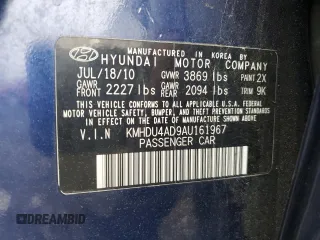 MANUFACTURED IN KOREA BY
HYUNDAI MOTOR COMPANY
JUL/18/10 GVWR 3869 lbs PAINT 2X
GAWR FRONT 2227 lbs GAWR REAR 2094 lbs TRIM 9K
THIS VEHICLE CONFORMS TO ALL APPLICABLE FEDERAL
MOTOR VEHICLE SAFETY, BUMPER, AND THEFT PREVENTION
STANDARDS IN EFFECT ON THE DATE OF
MANUFACTURE SHOWN ABOVE.
V.I.N KMHDU4AD9AU161967
PASSENGER CAR
DREAMBID